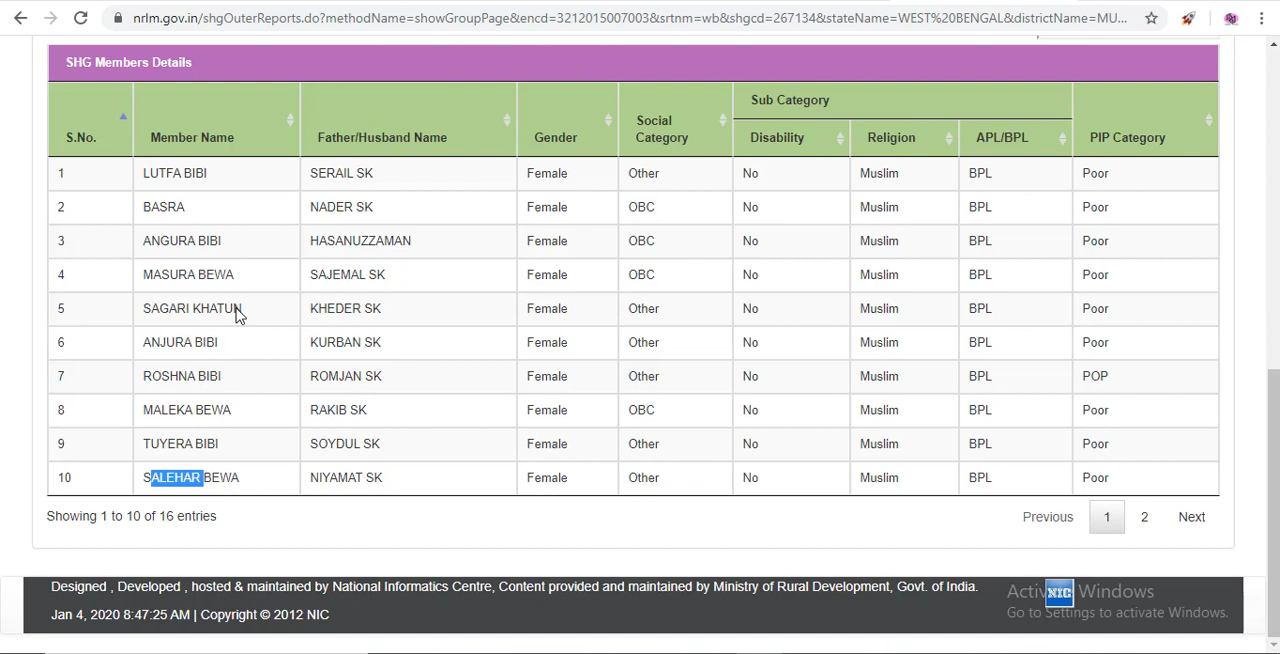 nrlm.gov.in/shgOuterReports.do?methodName=showGroupPage&encd=3212015007003&srtnm=wb&shgcd=267134&stateName=WEST%20BENGAL&districtName=MU...
SHG Members Details
S.No. Member Name Father/Husband Name Gender Social Category Sub Category PIP Category
Disability Religion APL/BPL
1 LUTFA BIBI SERAIL SK Female Other No Muslim BPL Poor
2 BASRA NADER SK Female OBC No Muslim BPL Poor
3 ANGURA BIBI HASANUZZAMAN Female OBC No Muslim BPL Poor
4 MASURA BEWA SAJEMAL SK Female OBC No Muslim BPL Poor
5 SAGARI KHATUN KHEDER SK Female Other No Muslim BPL Poor
6 ANJURA BIBI KURBAN SK Female Other No Muslim BPL Poor
7 ROSHNA BIBI ROMJAN SK Female Other No Muslim BPL POP
8 MALEKA BEWA RAKIB SK Female OBC No Muslim BPL Poor
9 TUYERA BIBI SOYDUL SK Female Other No Muslim BPL Poor
10 SALEHAR BEWA NIYAMAT SK Female Other No Muslim BPL Poor
Showing 1 to 10 of 16 entries Previous 1 2 Next
Designed , Developed , hosted & maintained by National Informatics Centre, Content provided and maintained by Ministry of Rural Development, Govt. of India.
Jan 4, 2020 8:47:25 AM | Copyright © 2012 NIC
NIC
Windows
Go to Settings to activate Windows.